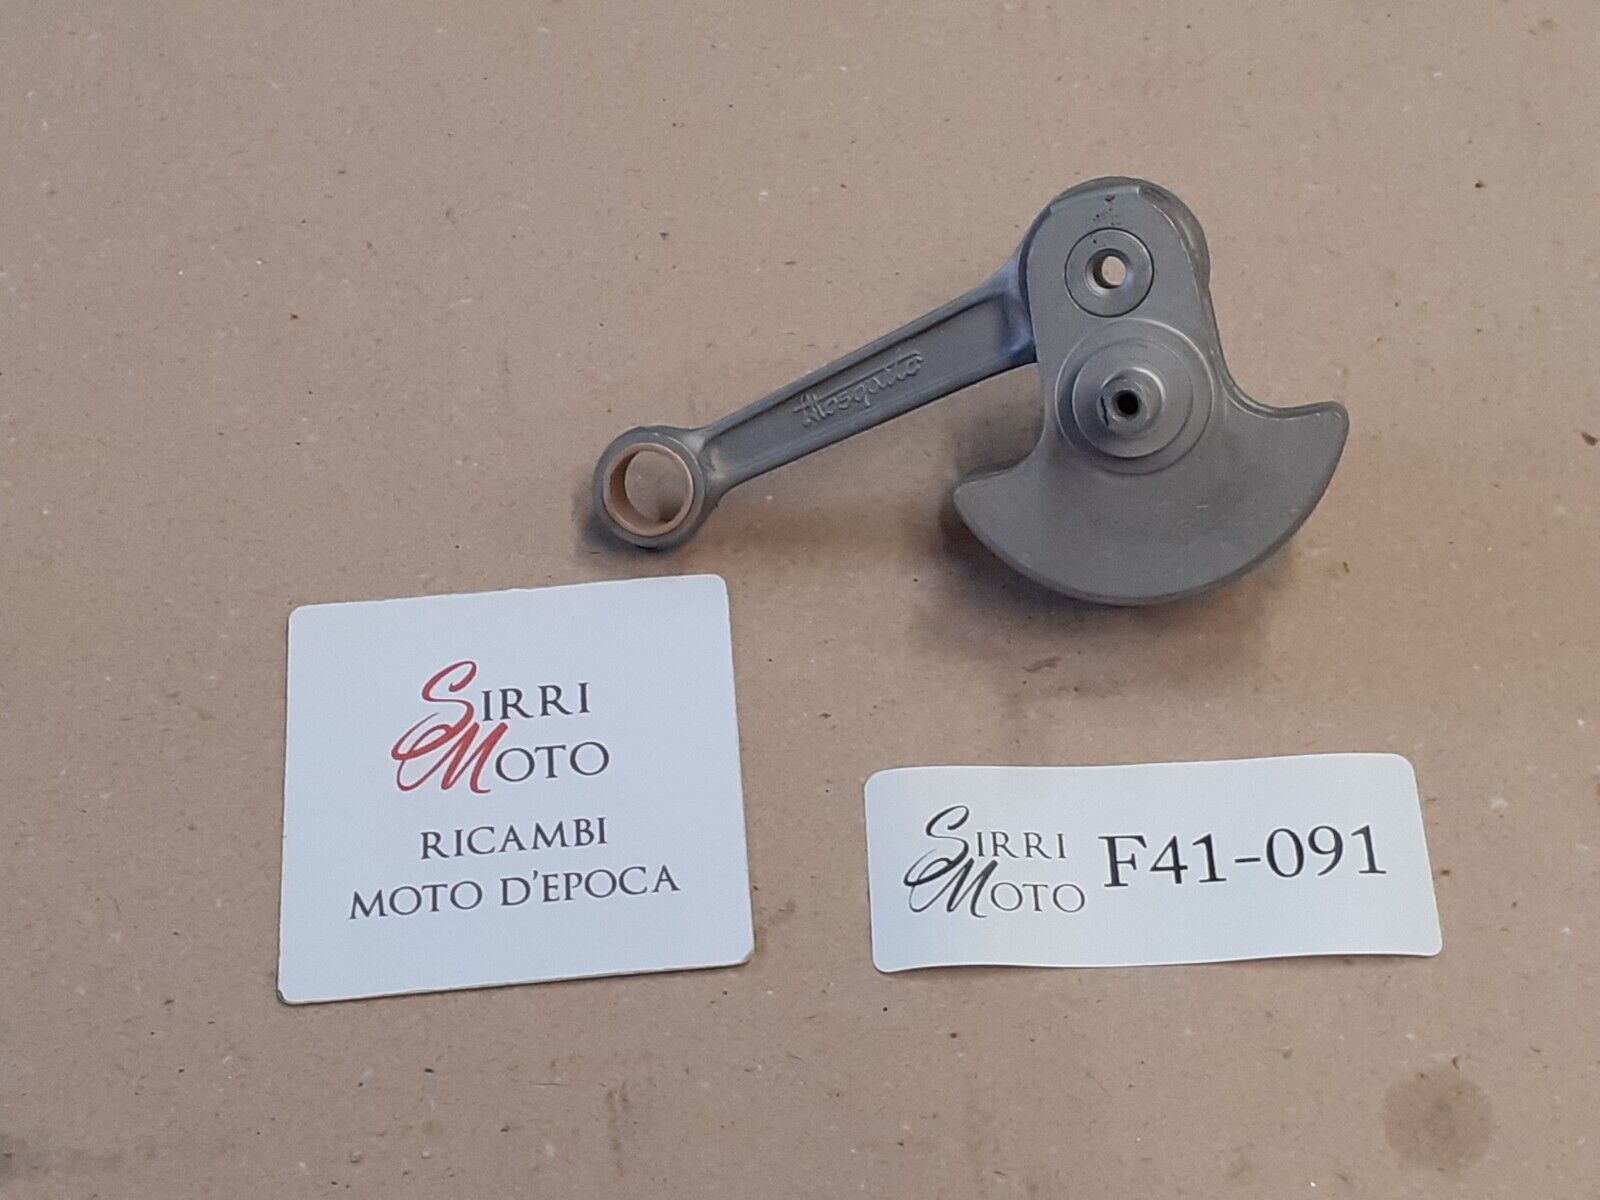 Mosquito
SIRRI
MOTO
RICAMBI
MOTO D'EPOCA
SIRRI
MOTO
F41-091